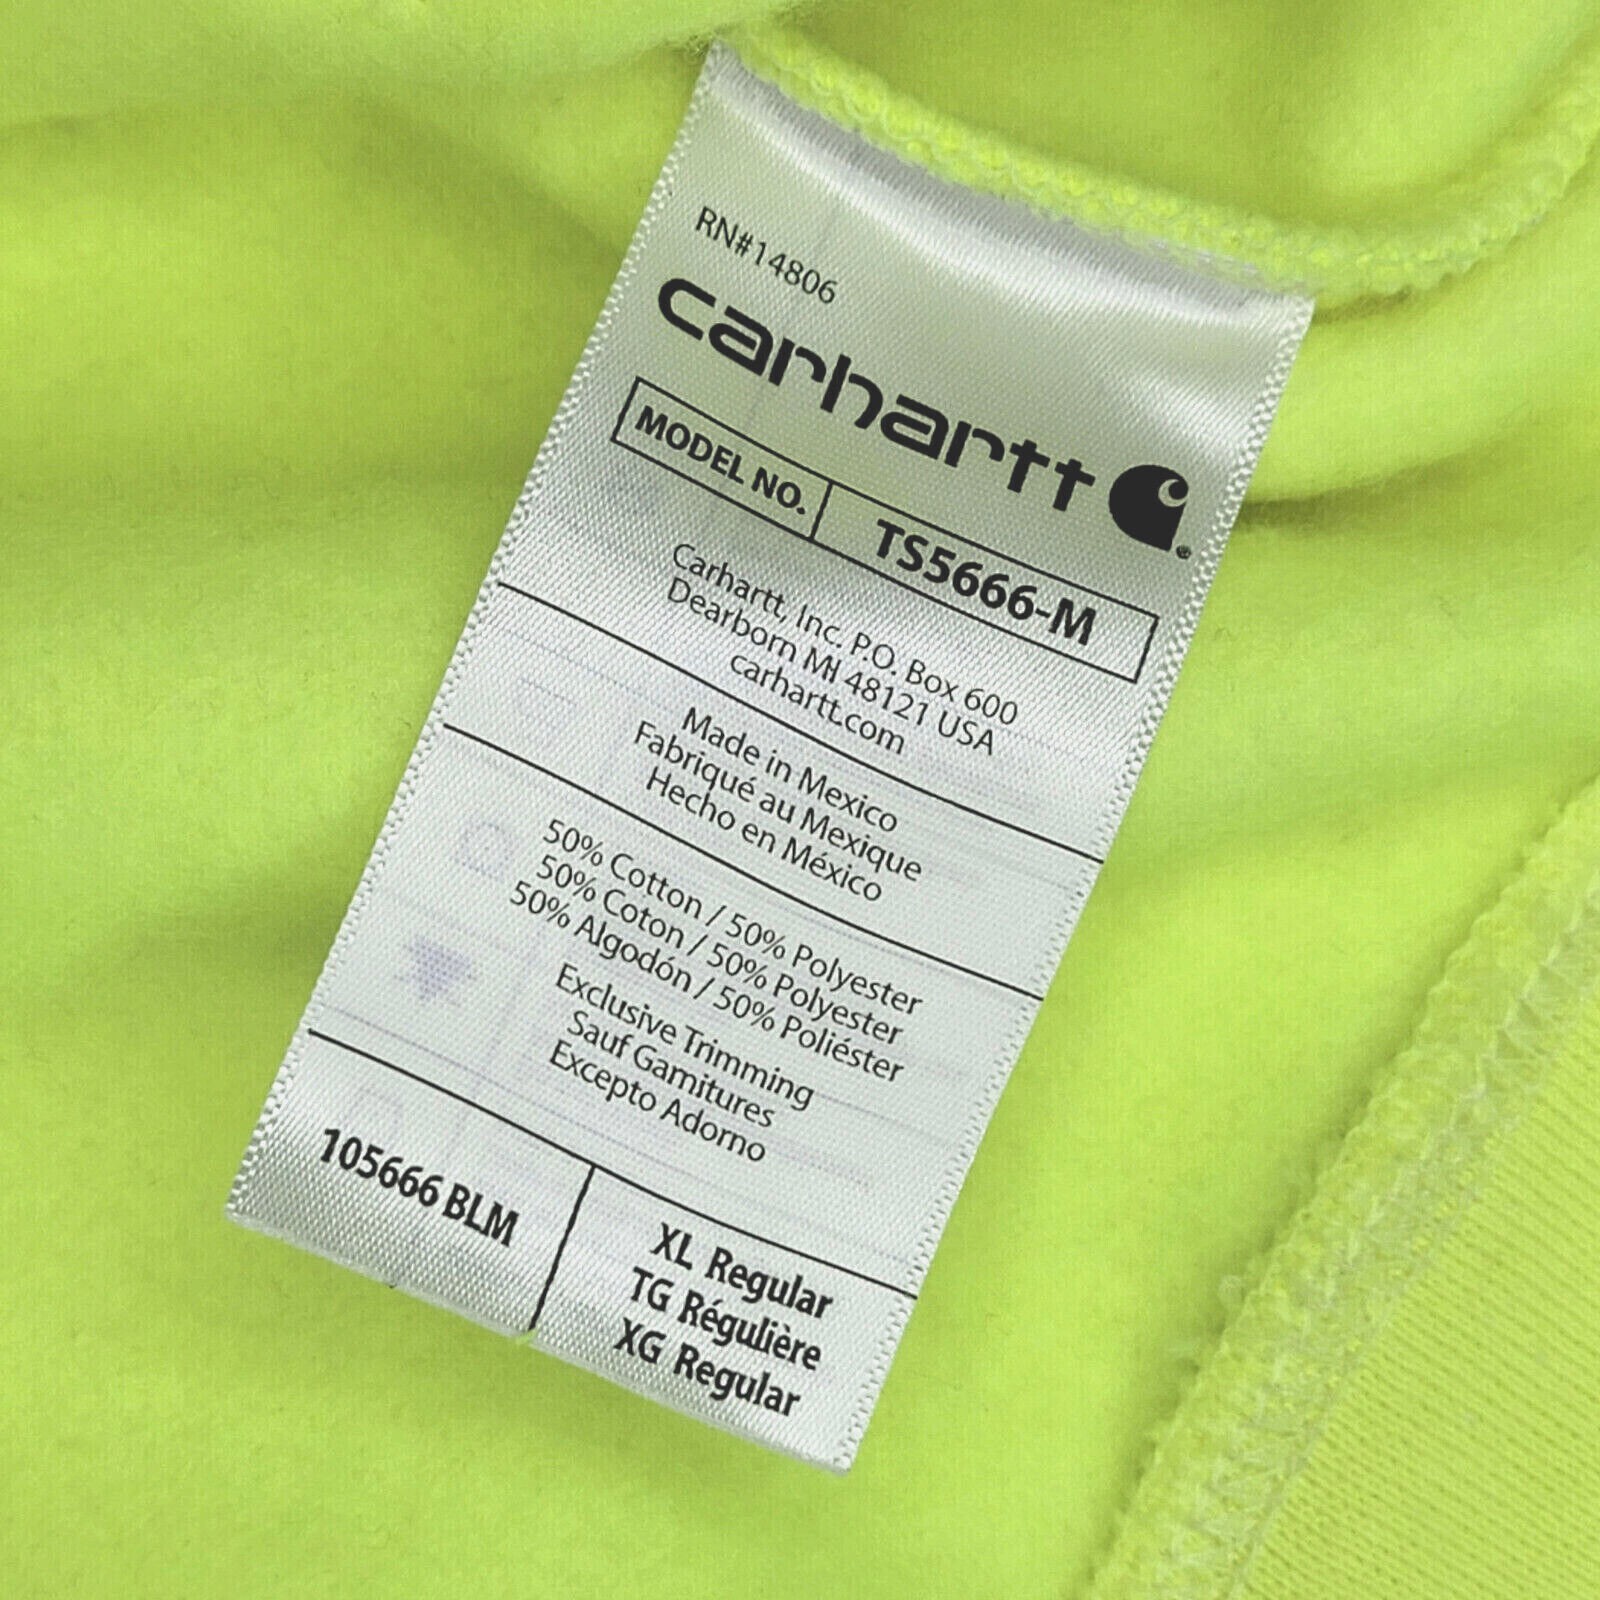 RN#14806
carhartt ®
MODEL NO. TS5666-M
Carhartt, Inc. P.O. Box 600
Dearborn MI 48121 USA
carhartt.com
Made in Mexico
Fabriqué au Mexique
Hecho en México
50% Cotton / 50% Polyester
50% Coton / 50% Polyester
50% Algodón / 50% Poliéster
Exclusive Trimming
Sauf Garnitures
Excepto Adorno
105666 BLM
XL Regular
TG Régulière
XG Regular